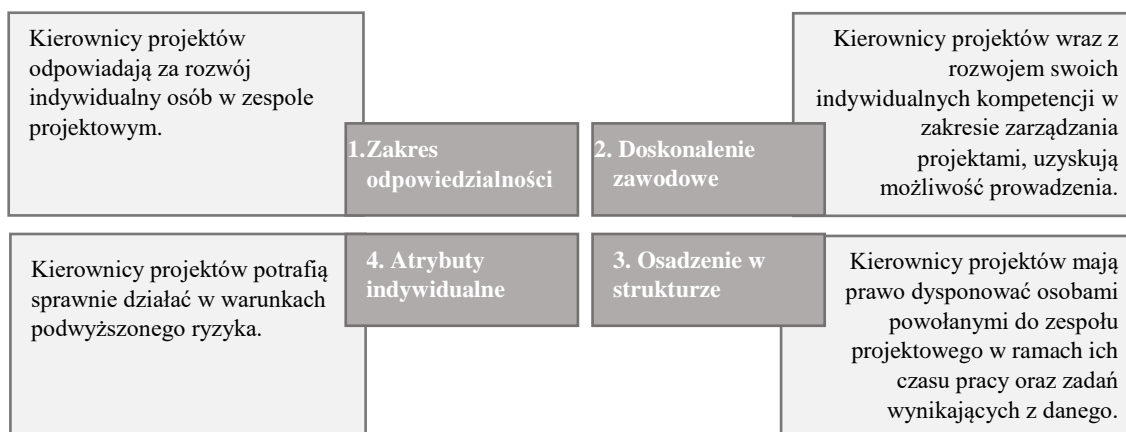 Kierownicy projektów
odpowiadają za rozwój
indywidualny osób w zespole
projektowym.
1.Zakres
odpowiedzialności
2. Doskonalenie
zawodowe
Kierownicy projektów wraz z
rozwojem swoich
indywidualnych kompetencji w
zakresie zarządzania
projektami, uzyskują
możliwość prowadzenia.
Kierownicy projektów potrafią
sprawnie działać w warunkach
podwyższonego ryzyka.
4. Atrybuty
indywidualne
3. Osadzenie w
strukturze
Kierownicy projektów mają
prawo dysponować osobami
powołanymi do zespołu
projektowego w ramach ich
czasu pracy oraz zadań
wynikających z danego.